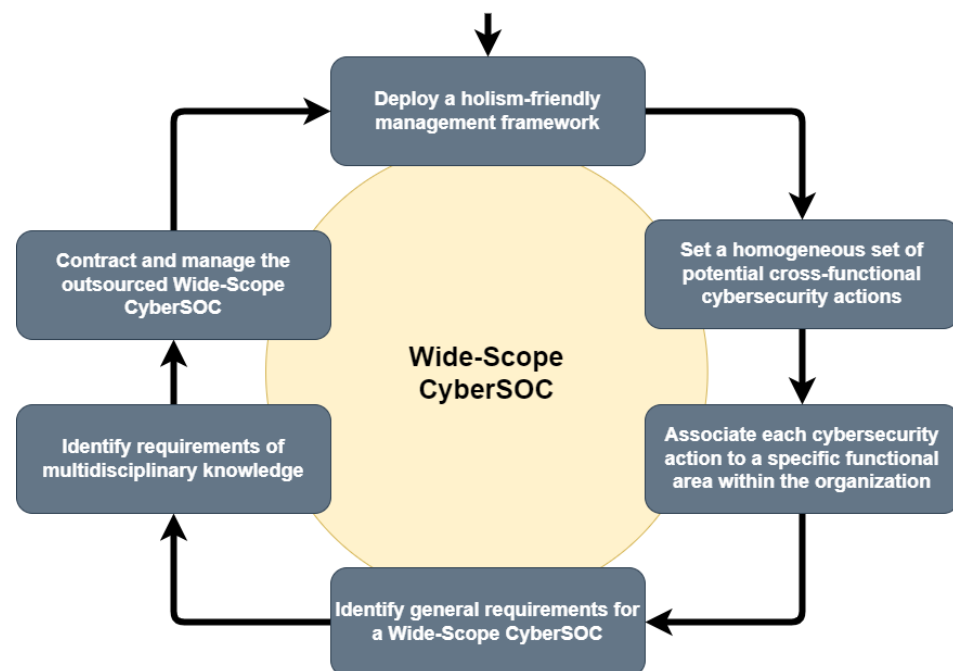 Deploy a holism-friendly
management framework
Set a homogeneous set of
potential cross-functional
cybersecurity actions
Associate each cybersecurity
action to a specific functional
area within the organization
Identify general requirements for
a Wide-Scope CyberSOC
Identify requirements of
multidisciplinary knowledge
Contract and manage the
outsourced Wide-Scope
CyberSOC
Wide-Scope
CyberSOC